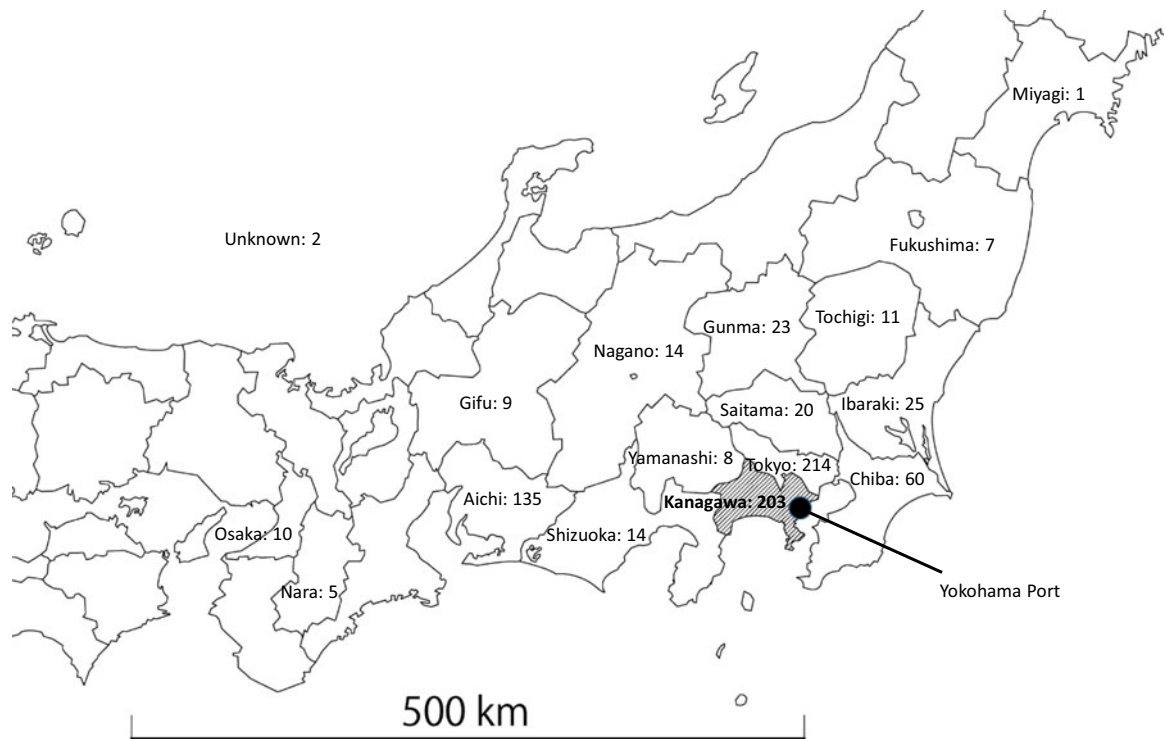 Miyagi: 1
Unknown: 2
Fukushima: 7
Gunma: 23
Tochigi: 11
Nagano: 14
Gifu: 9
Saitama: 20
Ibaraki: 25
Yamanashi: 8
Tokyo: 214
Chiba: 60
Aichi: 135
Kanagawa: 203
Osaka: 10
Shizuoka: 14
Nara: 5
Yokohama Port
500 km